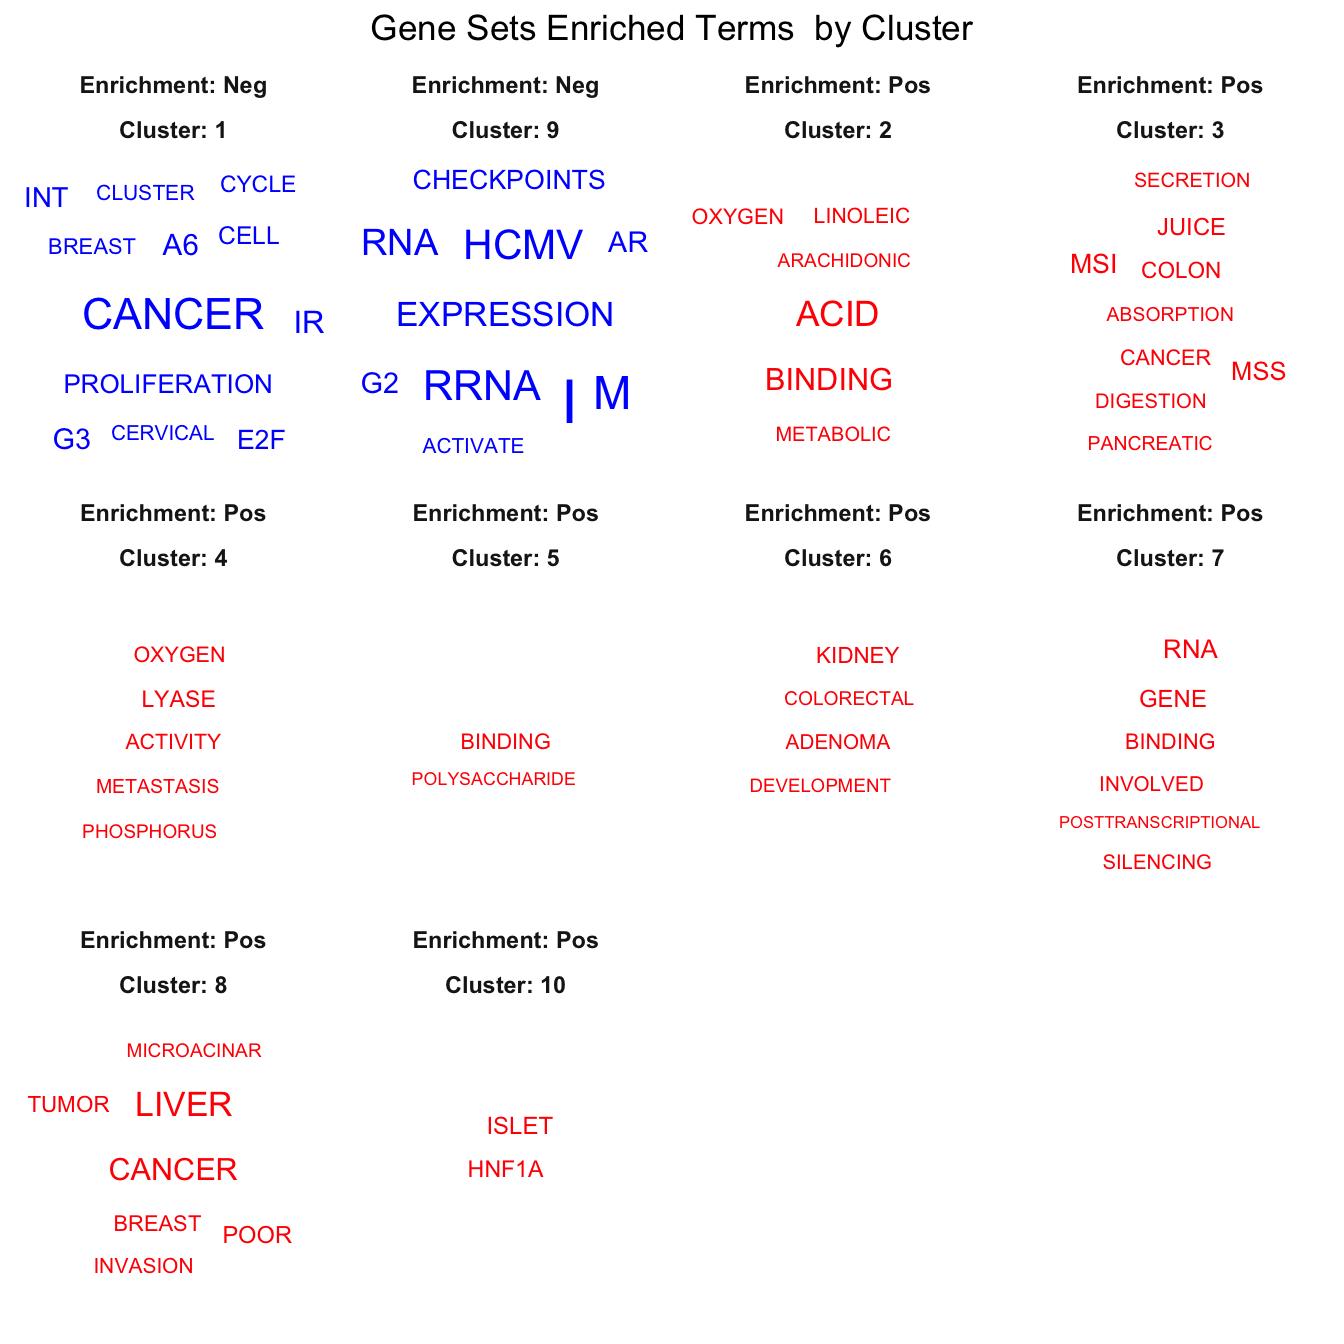 Gene Sets Enriched Terms  by Cluster
Enrichment: Neg
Cluster: 1
INT CLUSTER CYCLE
BREAST A6 CELL
CANCER IR
PROLIFERATION
G3 CERVICAL E2F
Enrichment: Neg
Cluster: 9
CHECKPOINTS
RNA HCMV AR
EXPRESSION
G2 RRNA I M
ACTIVATE
Enrichment: Pos
Cluster: 2
OXYGEN LINOLEIC
ARACHIDONIC
ACID
BINDING
METABOLIC
Enrichment: Pos
Cluster: 3
SECRETION
JUICE
MSI COLON
ABSORPTION
CANCER MSS
DIGESTION
PANCREATIC
Enrichment: Pos
Cluster: 4
OXYGEN
LYASE
ACTIVITY
METASTASIS
PHOSPHORUS
Enrichment: Pos
Cluster: 5
BINDING
POLYSACCHARIDE
Enrichment: Pos
Cluster: 6
KIDNEY
COLORECTAL
ADENOMA
DEVELOPMENT
Enrichment: Pos
Cluster: 7
RNA
GENE
BINDING
INVOLVED
POSTTRANSCRIPTIONAL
SILENCING
Enrichment: Pos
Cluster: 8
MICROACINAR
TUMOR LIVER
CANCER
BREAST POOR
INVASION
Enrichment: Pos
Cluster: 10
ISLET
HNF1A